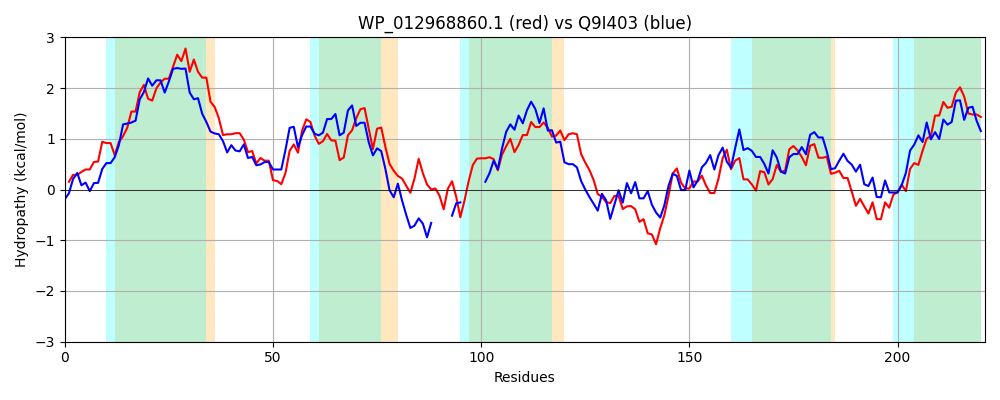 WP_012968860.1 (red) vs Q9I403 (blue)
3
2
1
0
−1
−2
−3
Hydropathy (kcal/mol)
0 50 100 150 200
Residues